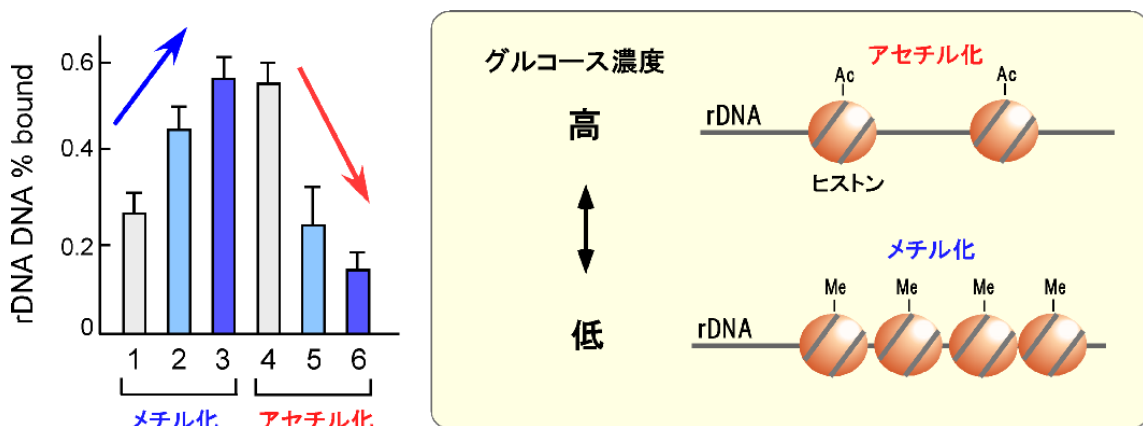 rDNA DNA % bound
0.6
0.4
0.2
0
1 2 3 4 5 6
メチル化 アセチル化
グルコース濃度
高
低
アセチル化
Ac Ac
rDNA
ヒストン
メチル化
Me Me Me Me
rDNA